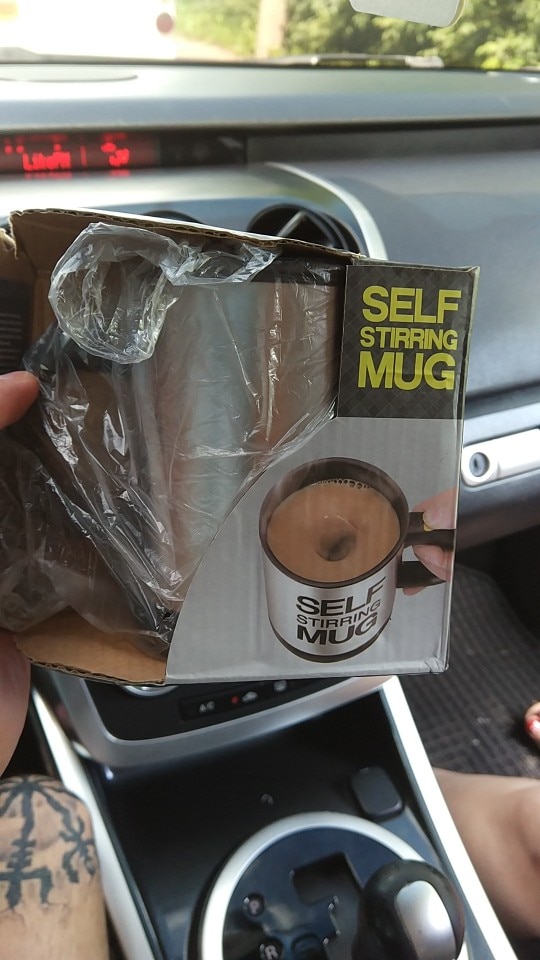 SELF
STIRRING
MUG
SELF
STIRRING
MUG
A/C
P
R